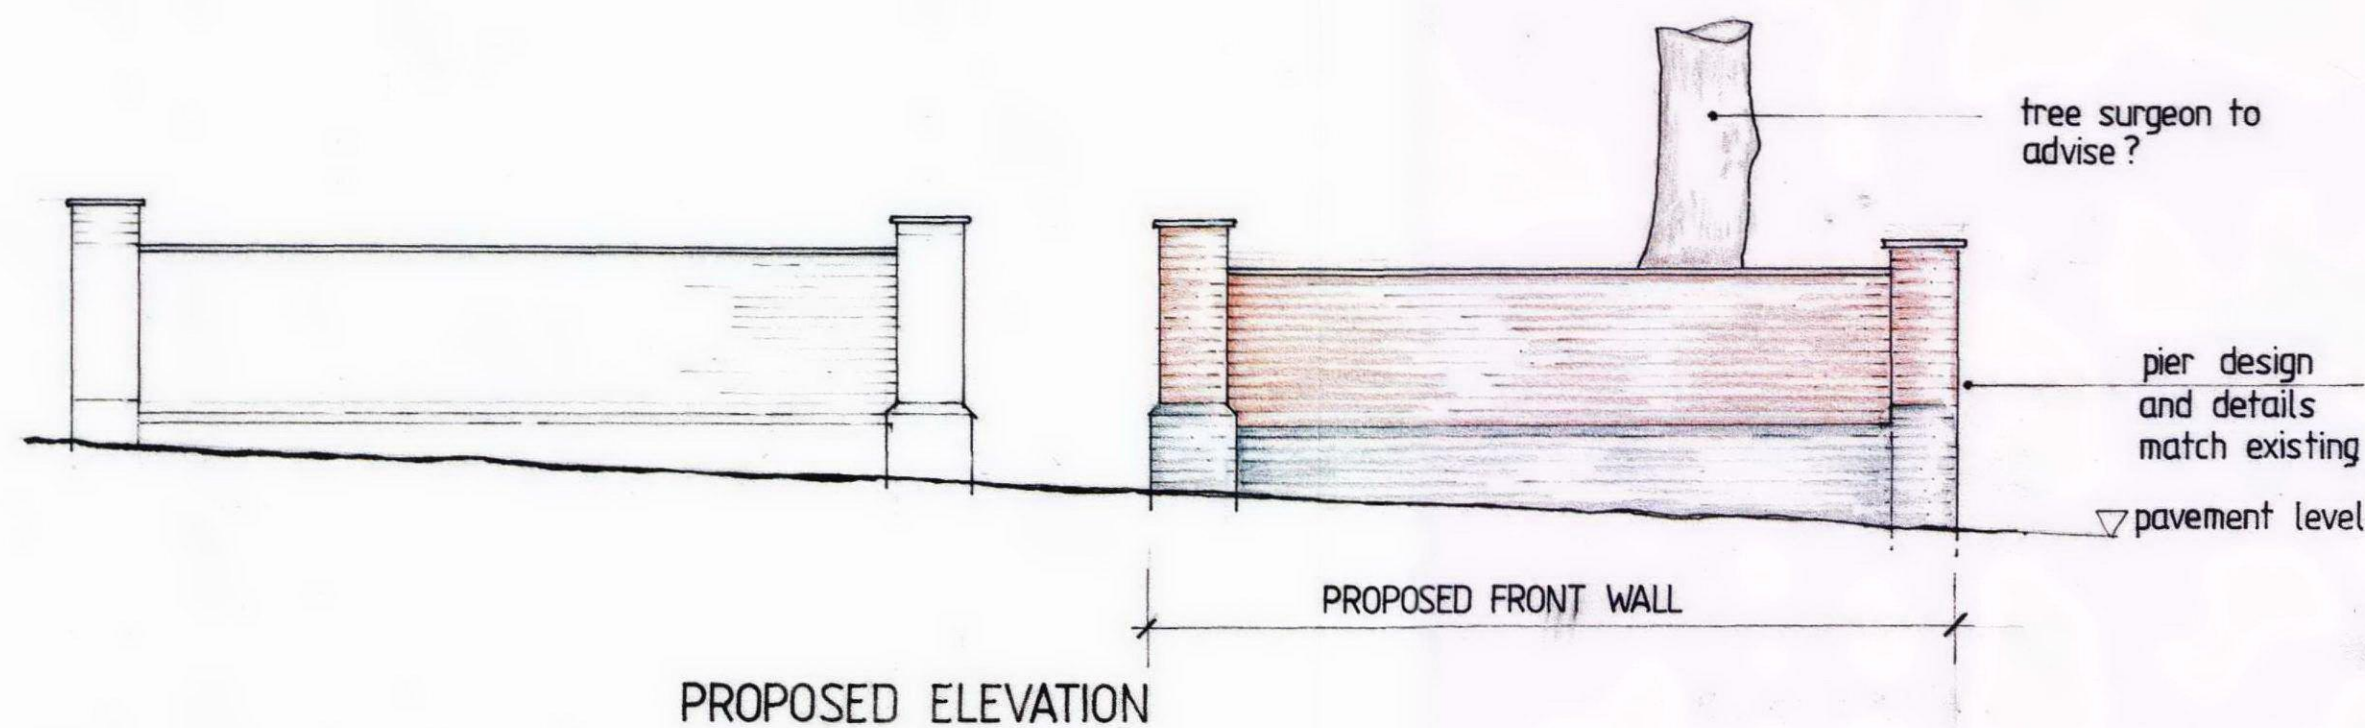 tree surgeon to
advise?
pier design
and details
match existing
pavement level
PROPOSED FRONT WALL
PROPOSED ELEVATION